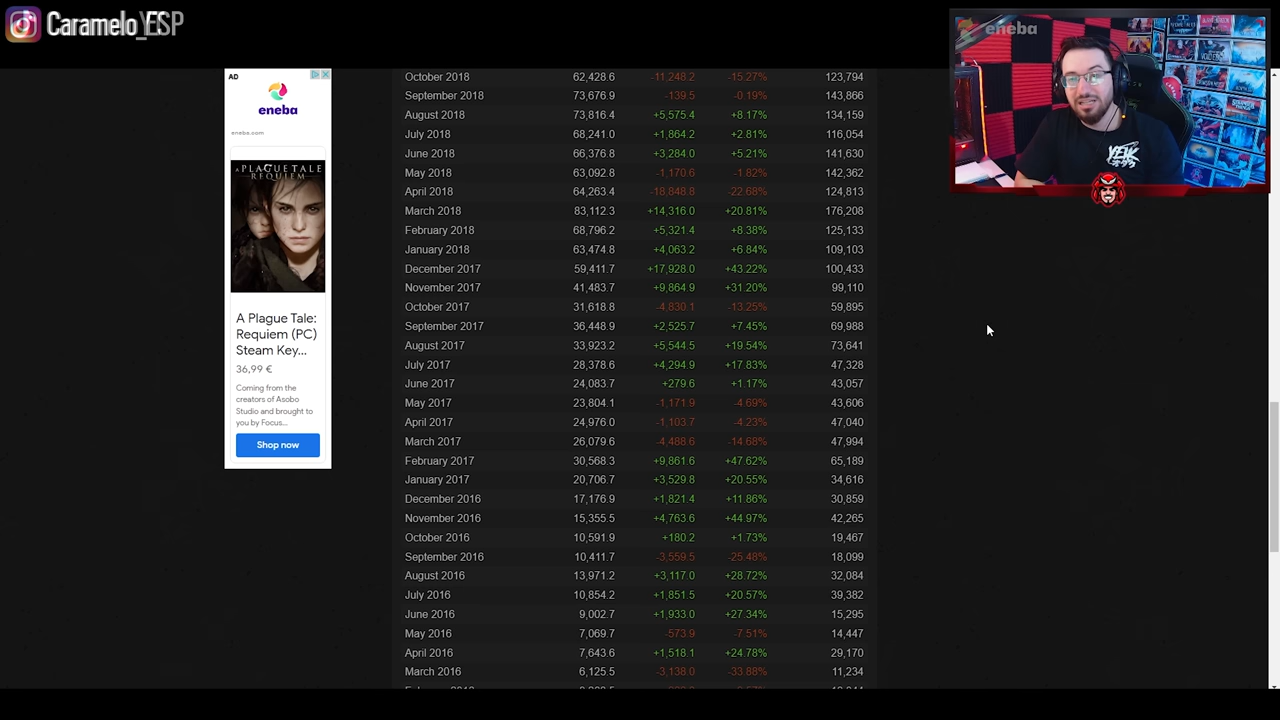 Caramelo_ESP
eneba
AD
eneba
eneba.com
A PLAGUE TALE
REQUIEM
A Plague Tale:
Requiem (PC)
Steam Key...
36,99 €
Coming from the
creators of Asobo
Studio and brought to
you by Focus...
Shop now
October 2018 62,428.6 -11,248.2 -15.27% 123,794
September 2018 73,676.9 -139.5 -0.19% 143,866
August 2018 73,816.4 +5,575.4 +8.17% 134,159
July 2018 68,241.0 +1,864.2 +2.81% 116,054
June 2018 66,376.8 +3,284.0 +5.21% 141,630
May 2018 63,092.8 -1,170.6 -1.82% 142,362
April 2018 64,263.4 -18,848.8 -22.68% 124,813
March 2018 83,112.3 +14,316.0 +20.81% 176,208
February 2018 68,796.2 +5,321.4 +8.38% 125,133
January 2018 63,474.8 +4,063.2 +6.84% 109,103
December 2017 59,411.7 +17,928.0 +43.22% 100,433
November 2017 41,483.7 +9,864.9 +31.20% 99,110
October 2017 31,618.8 -4,830.1 -13.25% 59,895
September 2017 36,448.9 +2,525.7 +7.45% 69,988
August 2017 33,923.2 +5,544.5 +19.54% 73,641
July 2017 28,378.6 +4,294.9 +17.83% 47,328
June 2017 24,083.7 +279.6 +1.17% 43,057
May 2017 23,804.1 -1,171.9 -4.69% 43,606
April 2017 24,976.0 -1,103.7 -4.23% 47,040
March 2017 26,079.6 -4,488.6 -14.68% 47,994
February 2017 30,568.3 +9,861.6 +47.62% 65,189
January 2017 20,706.7 +3,529.8 +20.55% 34,616
December 2016 17,176.9 +1,821.4 +11.86% 30,859
November 2016 15,355.5 +4,763.6 +44.97% 42,265
October 2016 10,591.9 +180.2 +1.73% 19,467
September 2016 10,411.7 -3,559.5 -25.48% 18,099
August 2016 13,971.2 +3,117.0 +28.72% 32,084
July 2016 10,854.2 +1,851.5 +20.57% 39,382
June 2016 9,002.7 +1,933.0 +27.34% 15,295
May 2016 7,069.7 -573.9 -7.51% 14,447
April 2016 7,643.6 +1,518.1 +24.78% 29,170
March 2016 6,125.5 -3,138.0 -33.88% 11,234